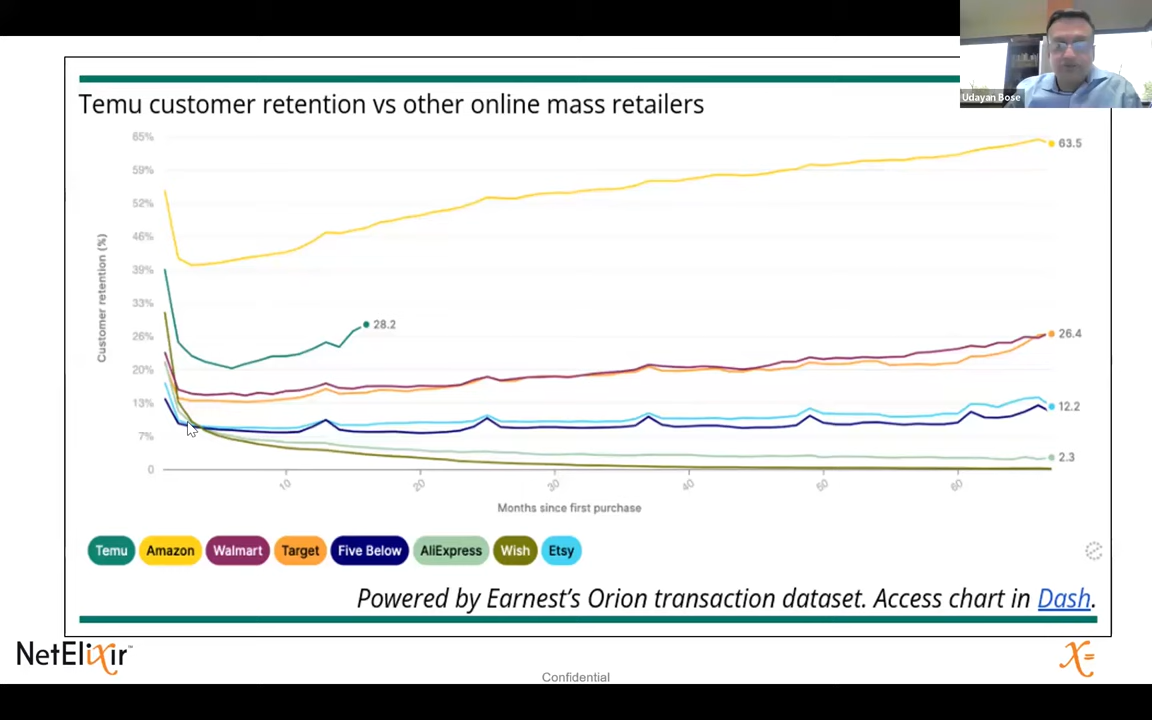 Udayan Bose
Temu customer retention vs other online mass retailers
65%
59%
52%
46%
39%
33%
26%
20%
13%
7%
0
Customer retention (%)
63.5
28.2
26.4
12.2
2.3
10 20 30 40 50 60
Months since first purchase
Temu Amazon Walmart Target Five Below AliExpress Wish Etsy
Powered by Earnest's Orion transaction dataset. Access chart in Dash.
NetElixir™
X=
Confidential